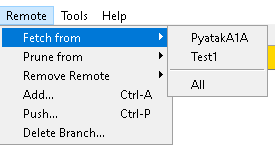 Remote Tools Help
Fetch from
Prune from
Remove Remote
Add... Ctrl-A
Push... Ctrl-P
Delete Branch...
PyatakA1A
Test1
All